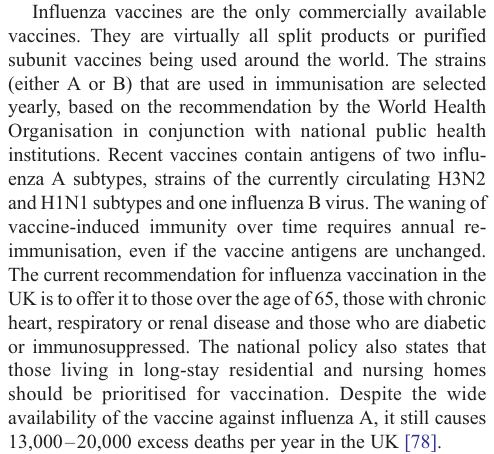 Influenza vaccines are the only commercially available
vaccines. They are virtually all split products or purified
subunit vaccines being used around the world. The strains
(either A or B) that are used in immunisation are selected
yearly, based on the recommendation by the World Health
Organisation in conjunction with national public health
institutions. Recent vaccines contain antigens of two influ-
enza A subtypes, strains of the currently circulating H3N2
and H1N1 subtypes and one influenza B virus. The waning of
vaccine-induced immunity over time requires annual re-
immunisation, even if the vaccine antigens are unchanged.
The current recommendation for influenza vaccination in the
UK is to offer it to those over the age of 65, those with chronic
heart, respiratory or renal disease and those who are diabetic
or immunosuppressed. The national policy also states that
those living in long-stay residential and nursing homes
should be prioritised for vaccination. Despite the wide
availability of the vaccine against influenza A, it still causes
13,000–20,000 excess deaths per year in the UK [78].